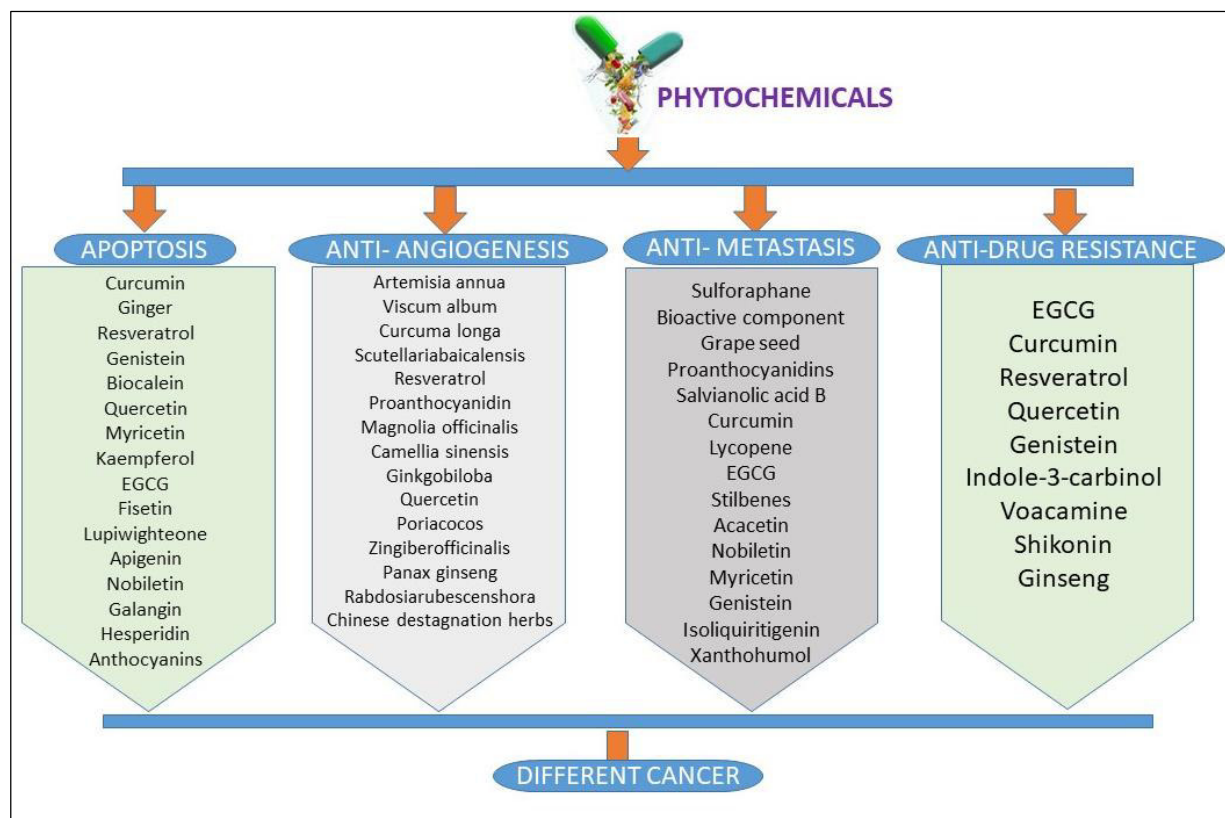 PHYTOCHEMICALS
APOPTOSIS
Curcumin
Ginger
Resveratrol
Genistein
Biocalein
Quercetin
Myricetin
Kaempferol
EGCG
Fisetin
Lupiwighteone
Apigenin
Nobiletin
Galangin
Hesperidin
Anthocyanins
ANTI- ANGIOGENESIS
Artemisia annua
Viscum album
Curcuma longa
Scutellariabaicalensis
Resveratrol
Proanthocyanidin
Magnolia officinalis
Camellia sinensis
Ginkgobiloba
Quercetin
Poriacocos
Zingiberofficinalis
Panax ginseng
Rabdosiarubescenshora
Chinese destagnation herbs
ANTI- METASTASIS
Sulforaphane
Bioactive component
Grape seed
Proanthocyanidins
Salvianolic acid B
Curcumin
Lycopene
EGCG
Stilbenes
Acacetin
Nobiletin
Myricetin
Genistein
Isoliquiritigenin
Xanthohumol
ANTI-DRUG RESISTANCE
EGCG
Curcumin
Resveratrol
Quercetin
Genistein
Indole-3-carbinol
Voacamine
Shikonin
Ginseng
DIFFERENT CANCER